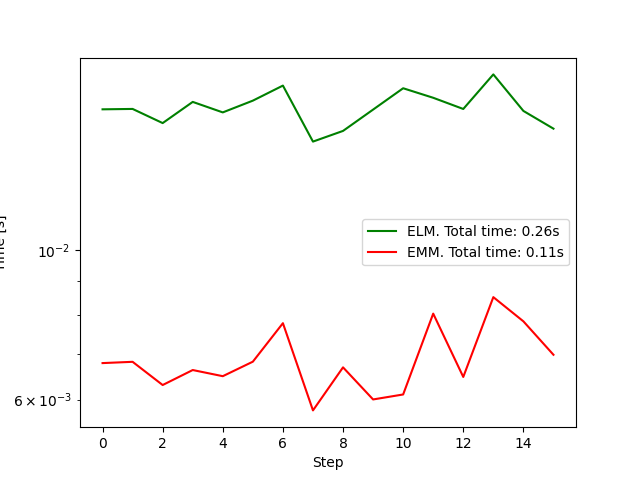 Time [s]
10⁻²
6 × 10⁻³
ELM. Total time: 0.26s
EMM. Total time: 0.11s
0 2 4 6 8 10 12 14
Step